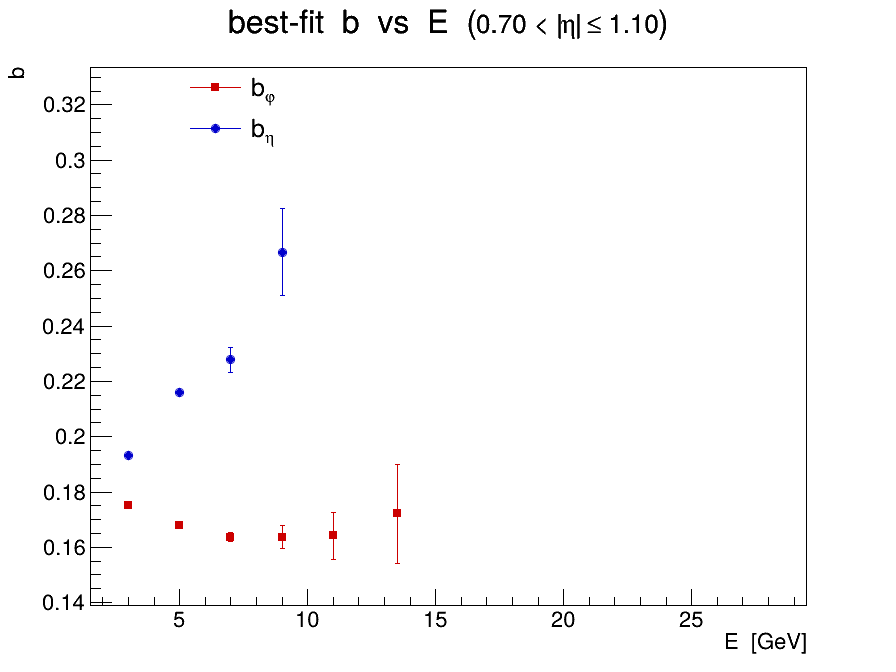 best-fit b vs E (0.70 < |η| ≤ 1.10)
b
b_φ
b_η
0.32
0.3
0.28
0.26
0.24
0.22
0.2
0.18
0.16
0.14
5 10 15 20 25
E [GeV]